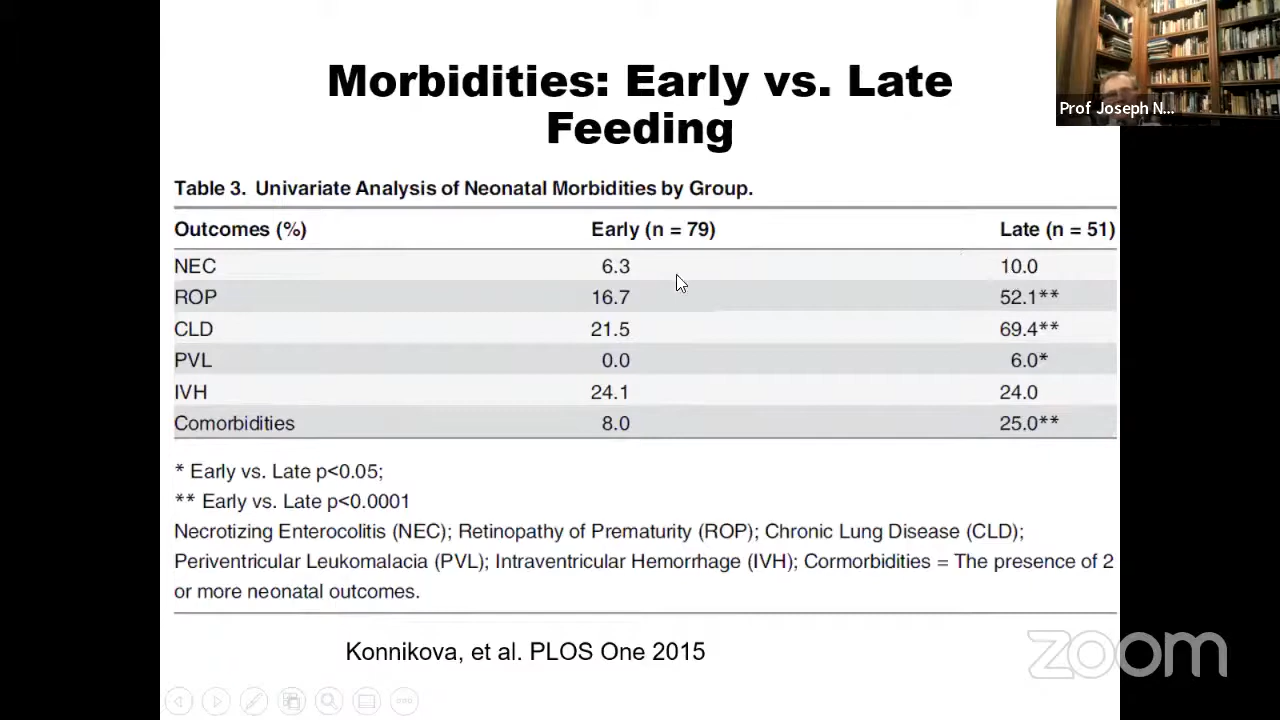 Morbidities: Early vs. Late
Feeding
Prof Joseph N...
Table 3. Univariate Analysis of Neonatal Morbidities by Group.
Outcomes (%) Early (n = 79) Late (n = 51)
NEC 6.3 10.0
ROP 16.7 52.1**
CLD 21.5 69.4**
PVL 0.0 6.0*
IVH 24.1 24.0
Comorbidities 8.0 25.0**
* Early vs. Late p<0.05;
** Early vs. Late p<0.0001
Necrotizing Enterocolitis (NEC); Retinopathy of Prematurity (ROP); Chronic Lung Disease (CLD);
Periventricular Leukomalacia (PVL); Intraventricular Hemorrhage (IVH); Cormorbidities = The presence of 2
or more neonatal outcomes.
Konnikova, et al. PLOS One 2015
zoom